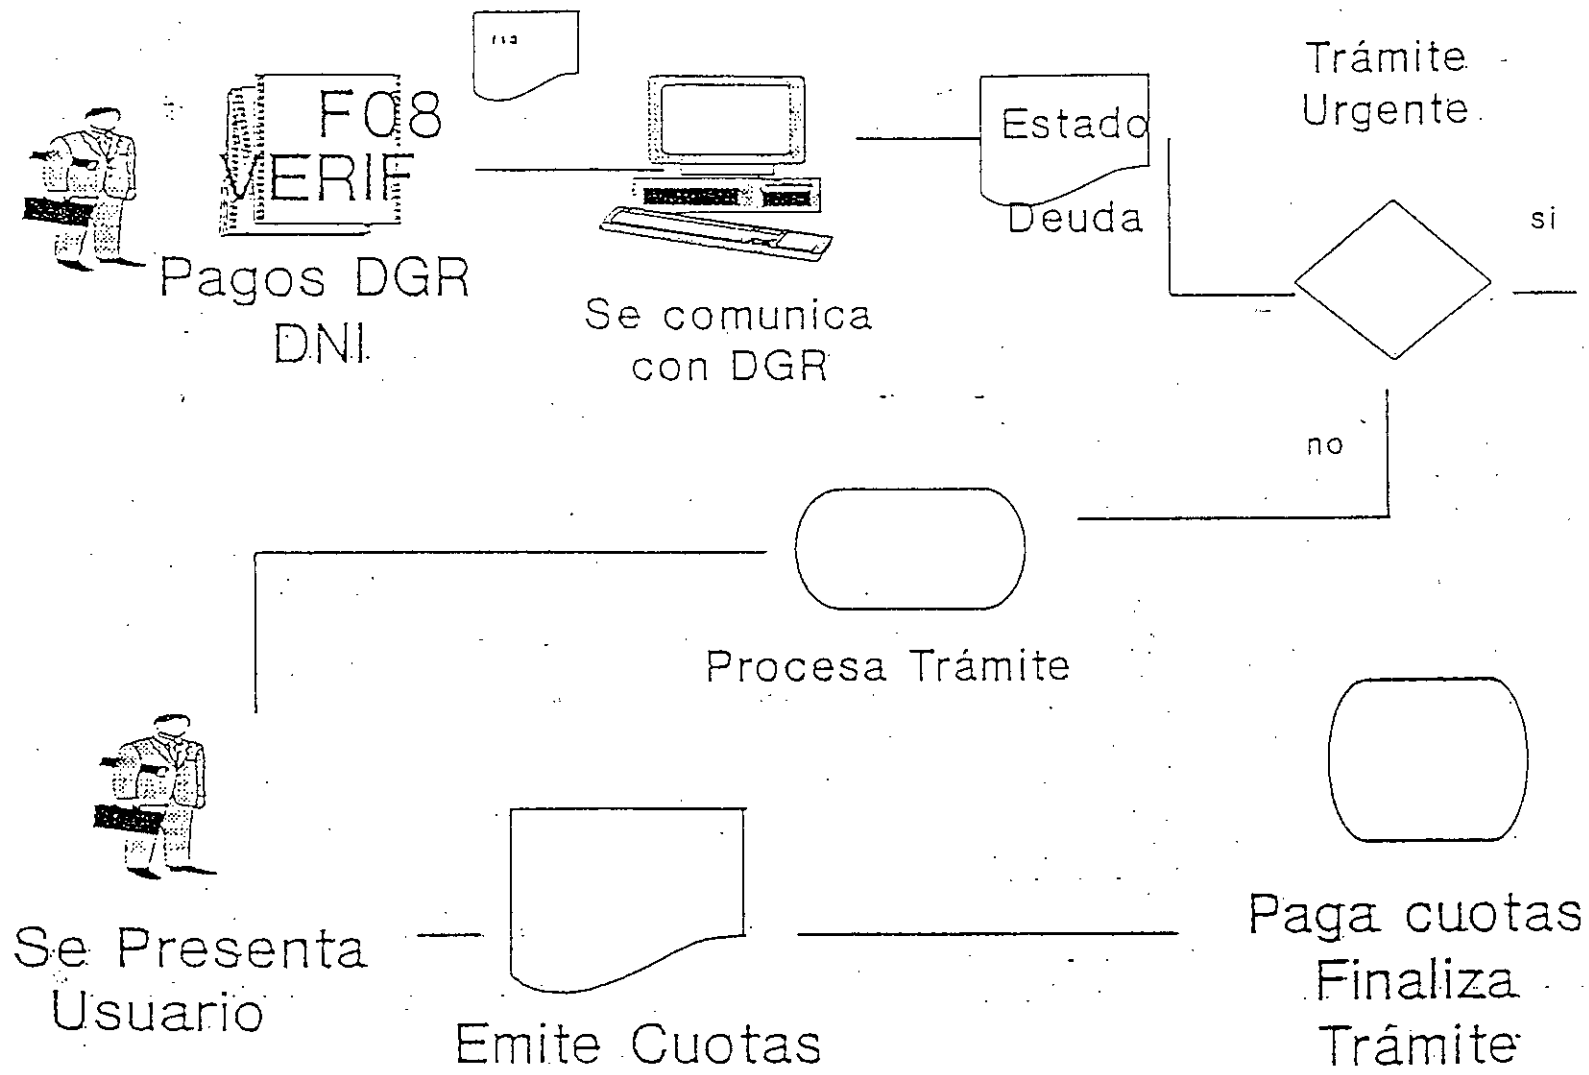 F08
VERIF
Pagos DGR
DNI
Se comunica
con DGR
Estado
Deuda
Trámite
Urgente
si
no
Procesa Trámite
Se Presenta
Usuario
Emite Cuotas
Paga cuotas
Finaliza
Trámite